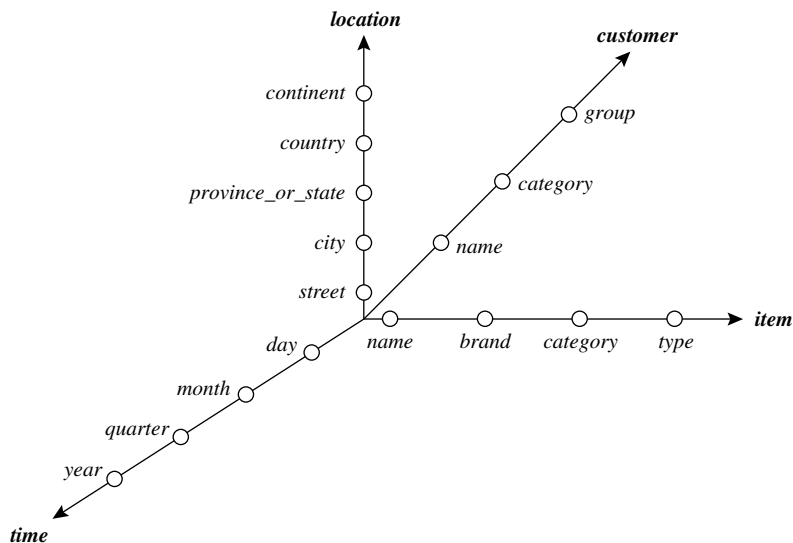 location
customer
continent
group
country
province_or_state
category
city
name
street
item
name
brand
category
type
day
month
quarter
year
time